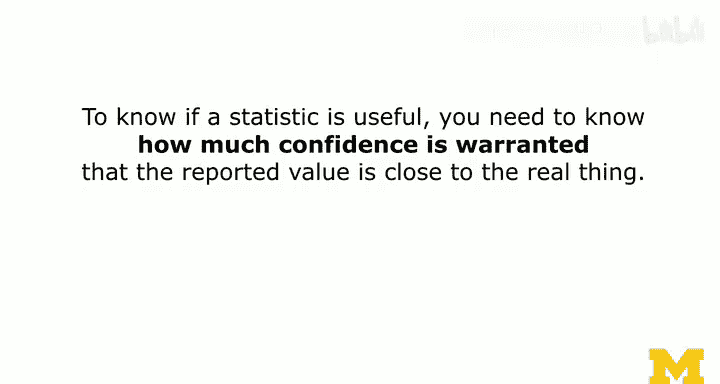 To know if a statistic is useful, you need to know
how much confidence is warranted
that the reported value is close to the real thing.
M